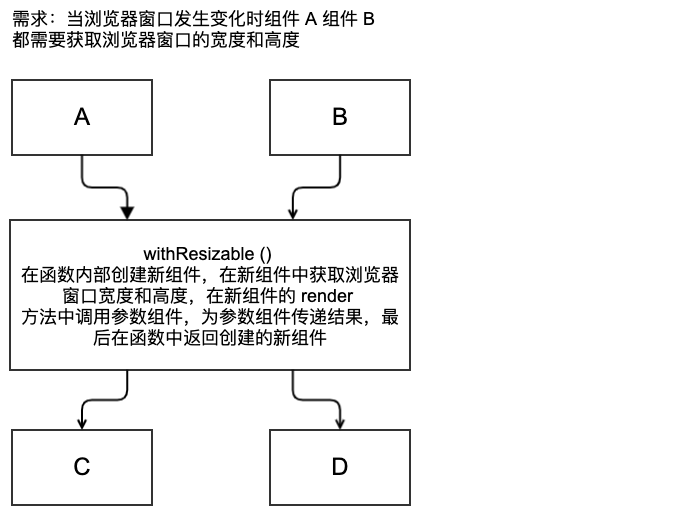 需求：当浏览器窗口发生变化时组件 A 组件 B
都需要获取浏览器窗口的宽度和高度
A
B
withResizable ()
在函数内部创建新组件，在新组件中获取浏览器
窗口宽度和高度，在新组件的 render
方法中调用参数组件，为参数组件传递结果，最
后在函数中返回创建的新组件
C
D